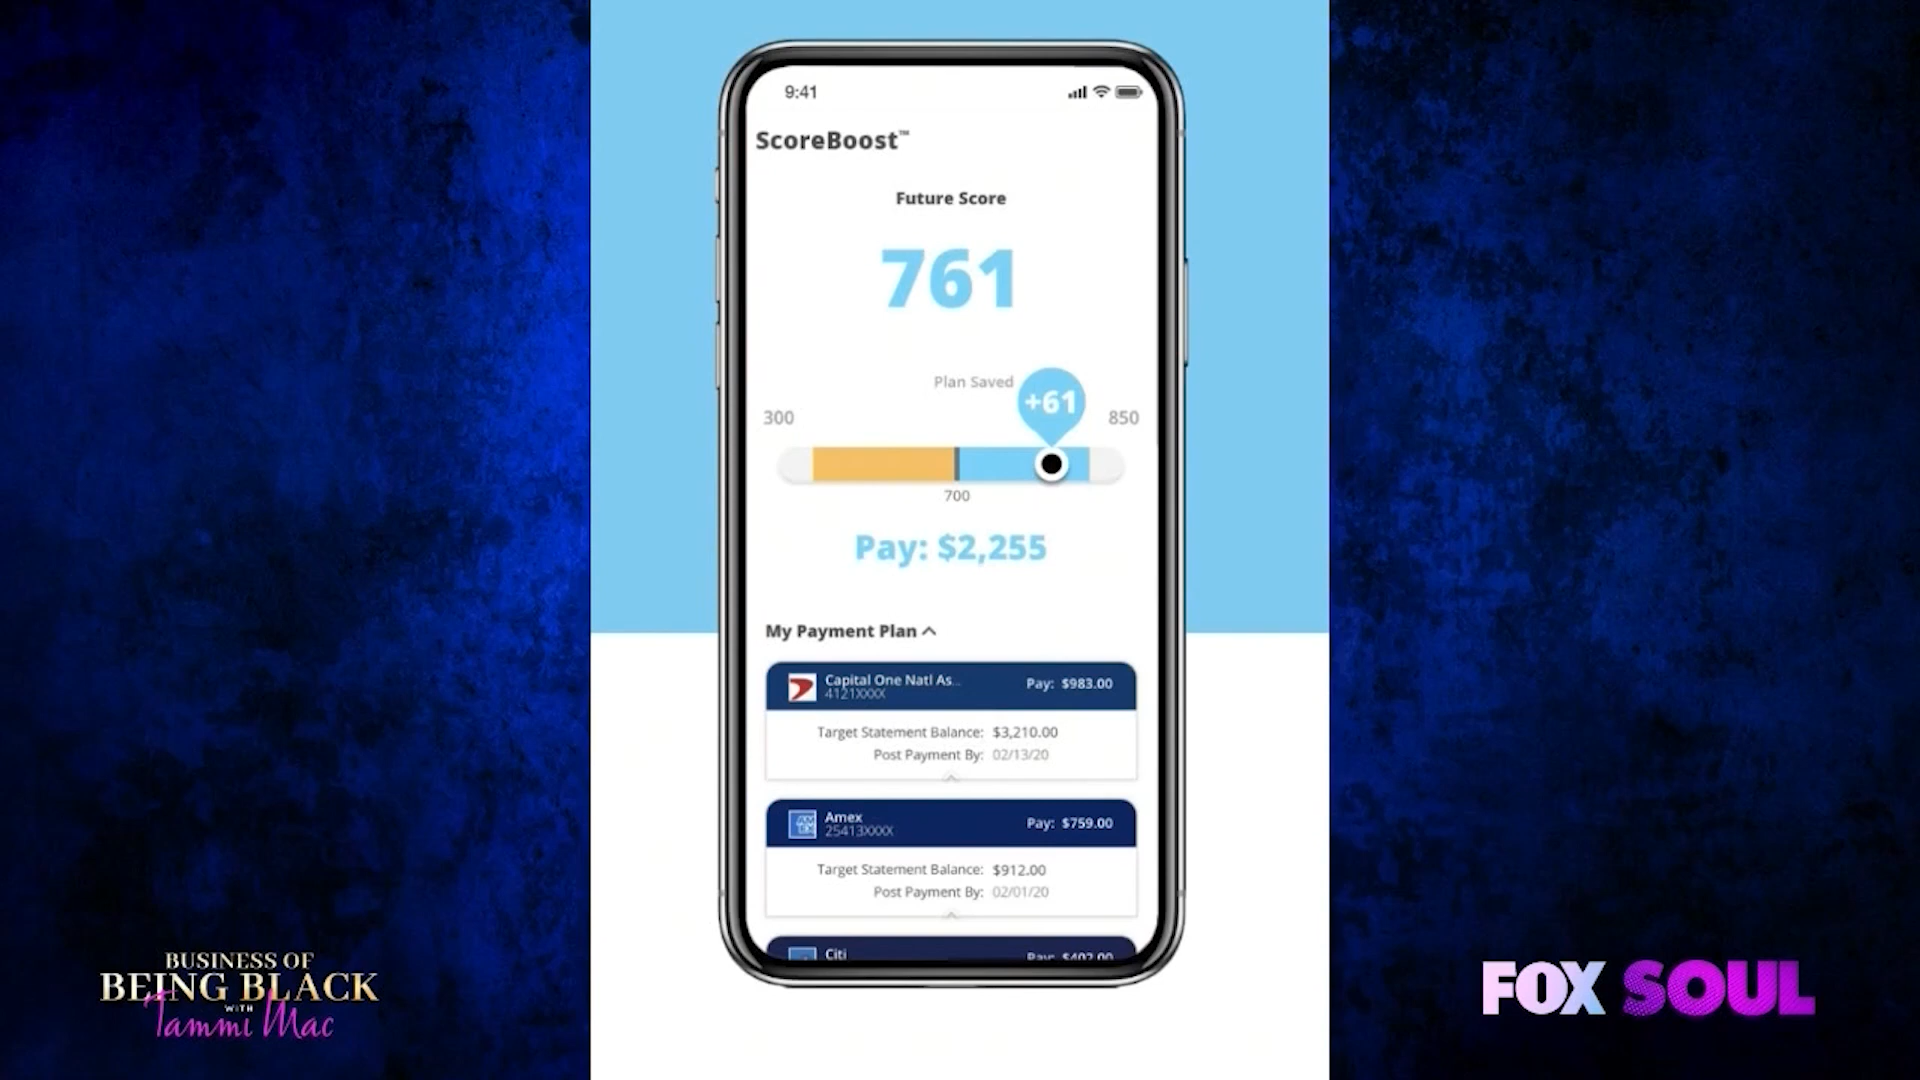 9:41
ScoreBoost™
Future Score
761
Plan Saved
+61
300
850
700
Pay: $2,255
My Payment Plan
Capital One Natl As...
Pay: $983.00
4121XXXX
Target Statement Balance: $3,210.00
Post Payment By: 02/13/20
Amex
Pay: $759.00
25413XXXX
Target Statement Balance: $912.00
Post Payment By: 02/01/20
Citi
Pay: $402.00
BUSINESS OF
BEING BLACK
WITH
Tammi Mac
FOX SOUL